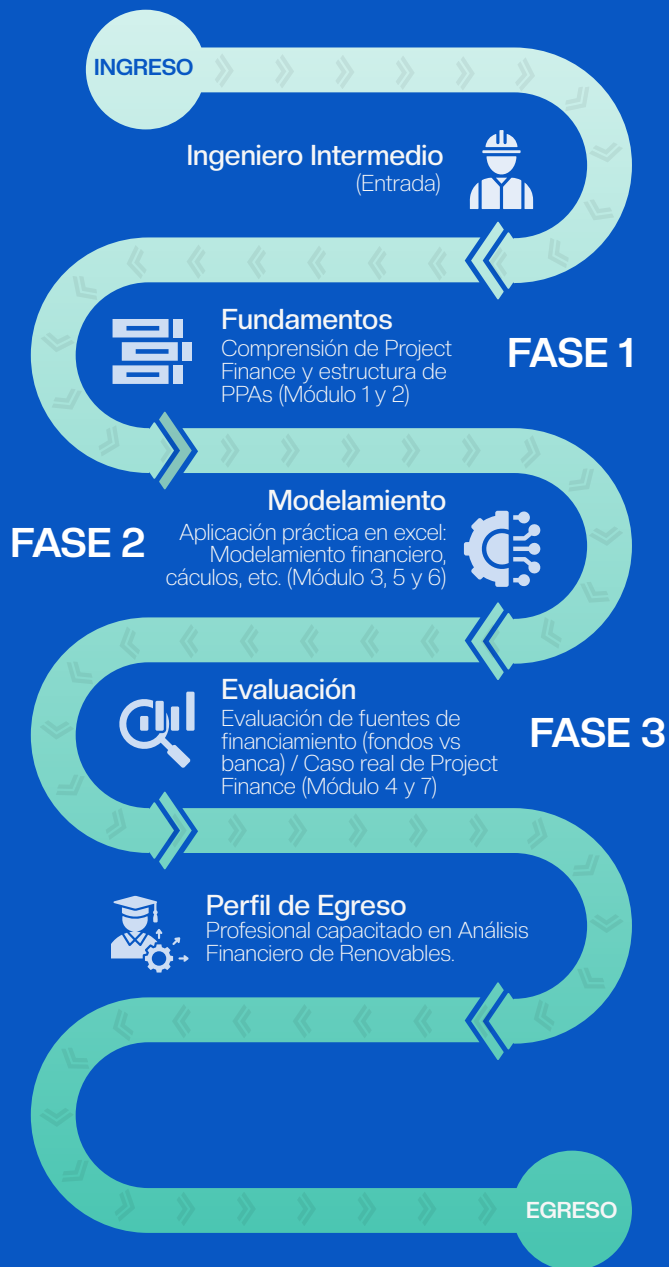 INGRESO
Ingeniero Intermedio
(Entrada)
Fundamentos
Comprensión de Project
Finance y estructura de
PPAs (Módulo 1 y 2)
FASE 1
Modelamiento
FASE 2
Aplicación práctica en excel:
Modelamiento financiero,
cáculos, etc. (Módulo 3, 5 y 6)
Evaluación
Evaluación de fuentes de
financiamiento (fondos vs
banca) / Caso real de Project
Finance (Módulo 4 y 7)
FASE 3
Perfil de Egreso
Profesional capacitado en Análisis
Financiero de Renovables.
EGRESO